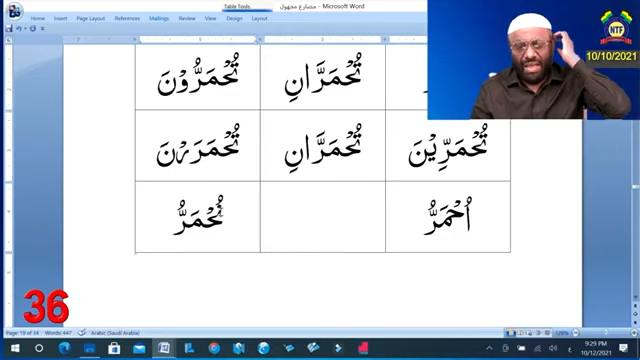 Table Tools
مضارع مجهول - Microsoft Word
Home Insert Page Layout References Mailings Review View Design Layout
NTF
10/10/2021
تُحْمَرَّانِ تُحْمَرُّوْنَ
تُحْمَرِّيْنَ تُحْمَرَّانِ تُحْمَرَرْنَ
اُحْمَرُّ نُحْمَرُّ
36
Page: 19 of 34 Words: 447 Arabic (Saudi Arabia) 120%
9:29 PM
10/12/2021